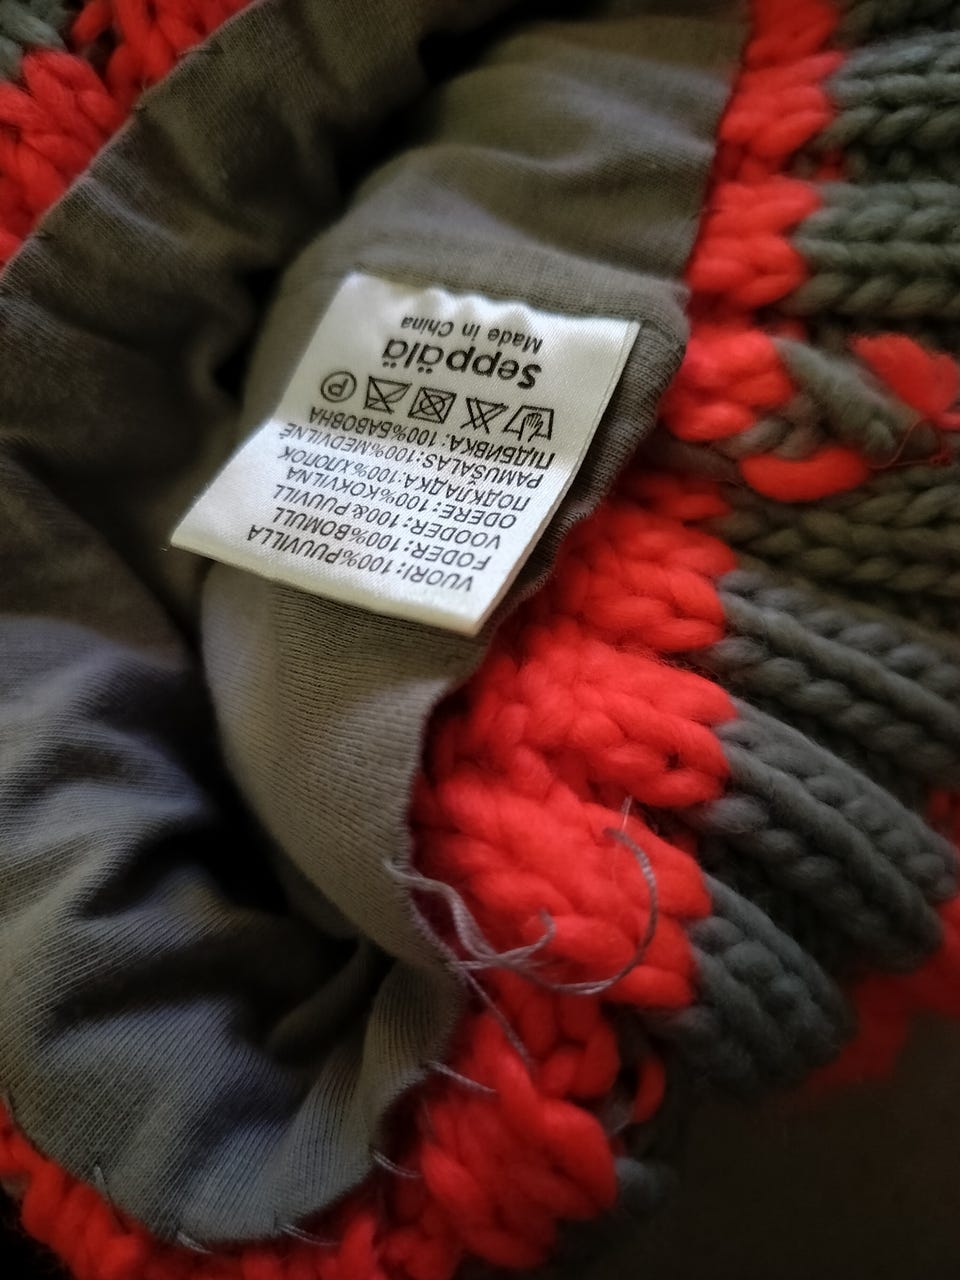 VUORI:100%PUUVILLA
FODER:100%BOMULL
VOODER:100&PUUVILL
ODERE:100%KOKVILNA
ПОДКЛАДКА:100%ХЛОПОК
PAMUŠALAS:100%MEDVILNĖ
ПІДБИВКА:100%БАВОВНА
P
Seppälä
Made in China